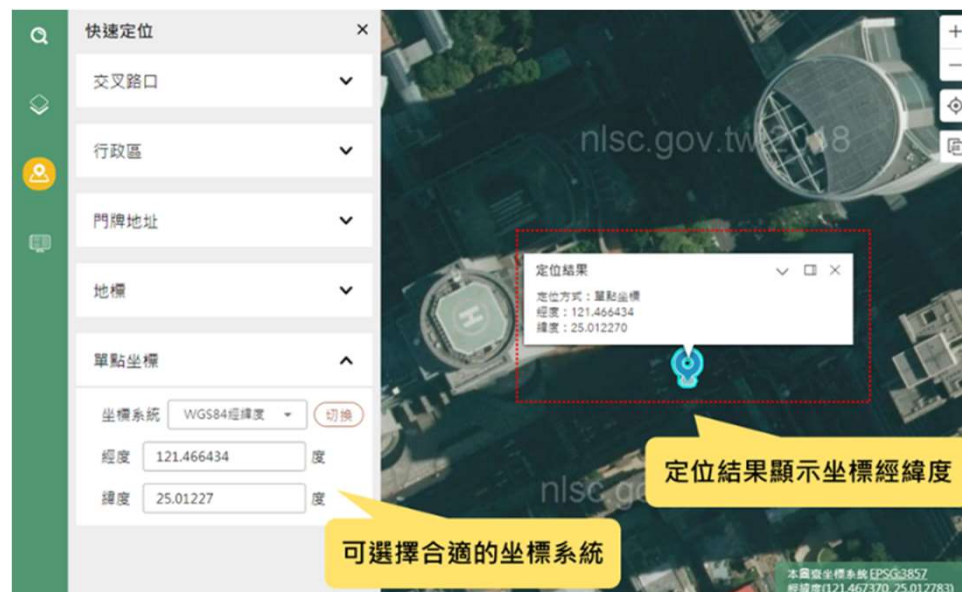 快速定位
交叉路口
行政區
門牌地址
地標
單點坐標
坐標系統 WGS84經緯度 切換
經度 121.466434 度
緯度 25.01227 度
可選擇合適的坐標系統
nlsc.gov.tw 2018
定位結果
定位方式：單點坐標
經度：121.466434
緯度：25.012270
定位結果顯示坐標經緯度
nlsc.go
本圖臺坐標系統 EPSG:3857
經緯度(121.467370, 25.012783)